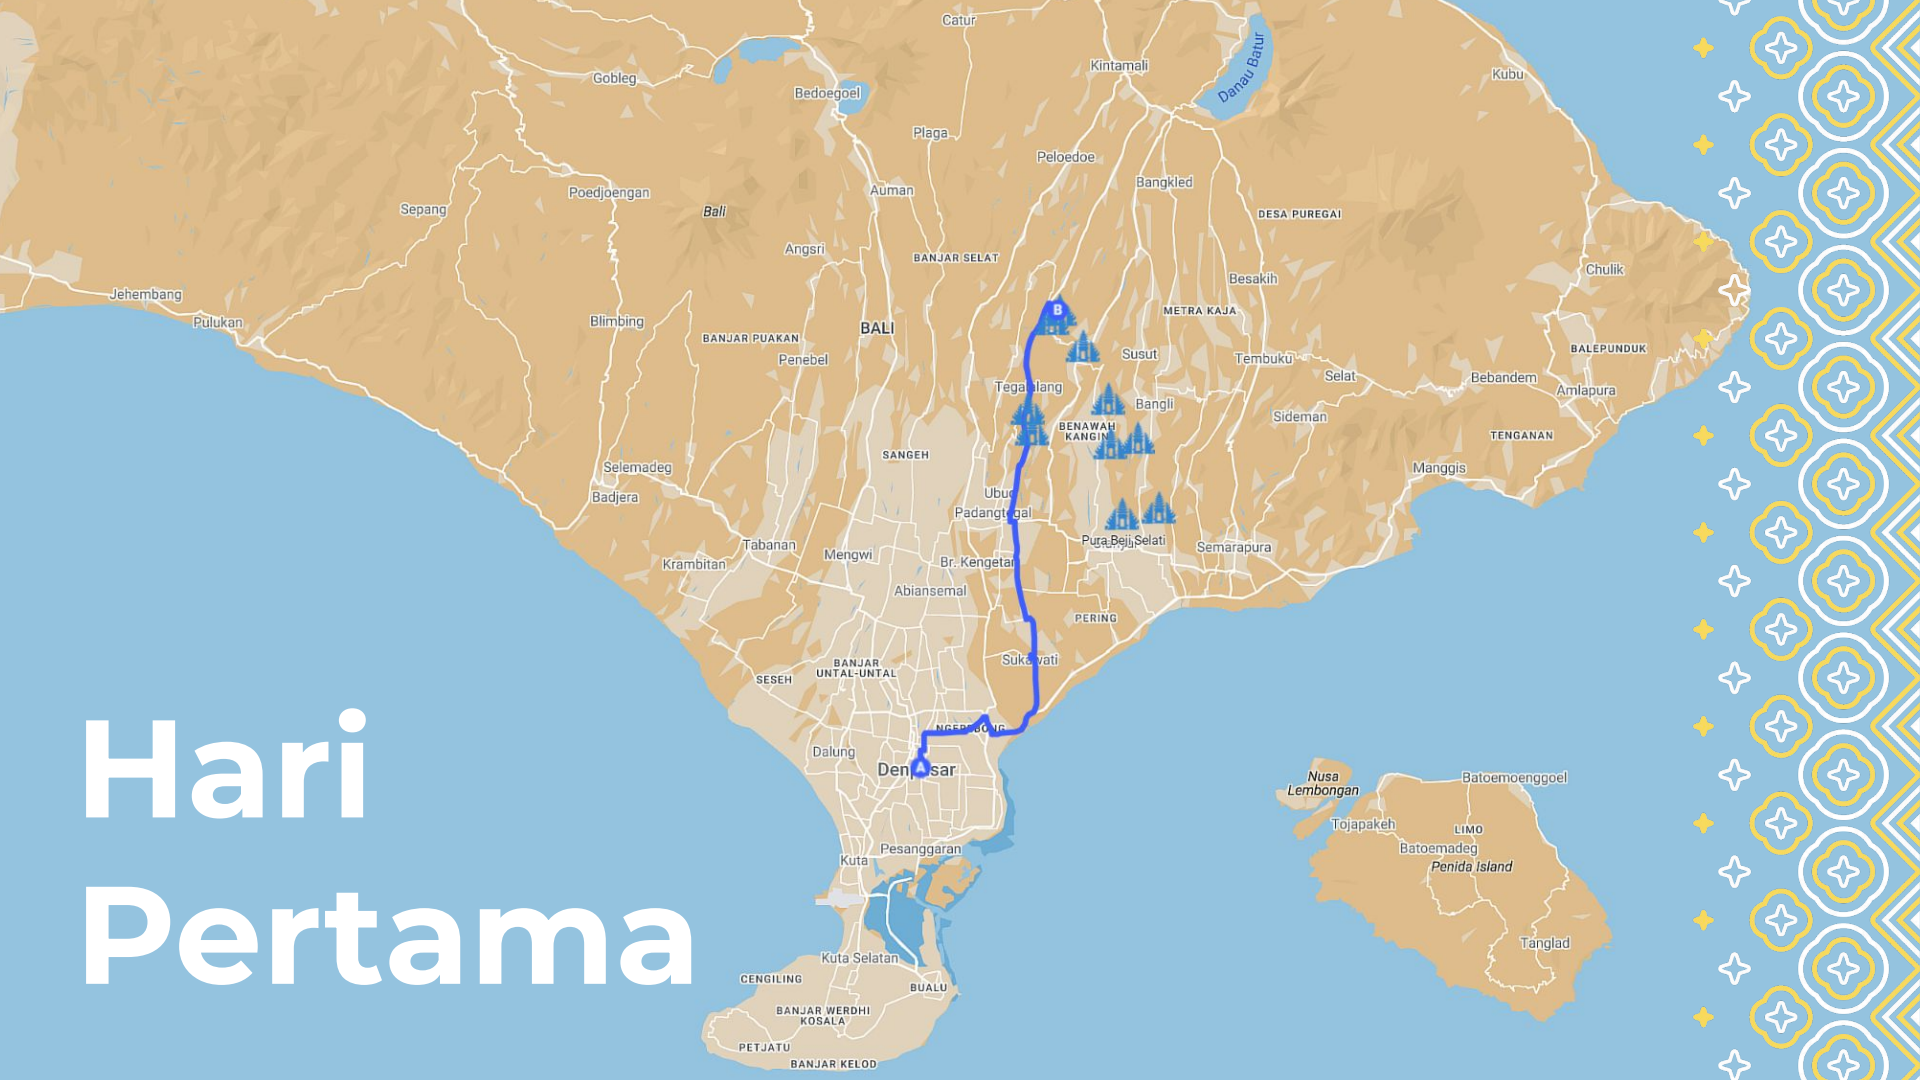 Catur
Kintamali
Danau Batur
Kubu
Gobleg
Bedoegoel
Plaga
Peloedoe
Bangkled
Auman
Poedjoengan
Sepang
Bali
DESA PUREGAI
Angsri
BANJAR SELAT
Besakih
Chulik
Jehembang
Pulukan
Blimbing
BALI
B
METRA KAJA
BANJAR PUAKAN
Penebel
Susut
Tembuku
BALEPUNDUK
Selat
Bebandem
Amlapura
Tegalalang
Bangli
Sideman
BENAWAH
KANGIN
TENGANAN
SANGEH
Selemadeg
Manggis
Badjera
Ubud
Padangtegal
Pura Beji Selati
Semarapura
Tabanan
Mengwi
Krambitan
Br. Kengetan
Abiansemal
PERING
Sukawati
BANJAR
UNTAL-UNTAL
SESEH
Dalung
Denpasar
A
Nusa
Lembongan
Batoemoenggoel
Tojapakeh
LIMO
Batoemadeg
Penida Island
Kuta
Pesanggaran
Tanglad
Kuta Selatan
CENGILING
BUALU
BANJAR WERDHI
KOSALA
PETJATU
BANJAR KELOD
Hari
Pertama